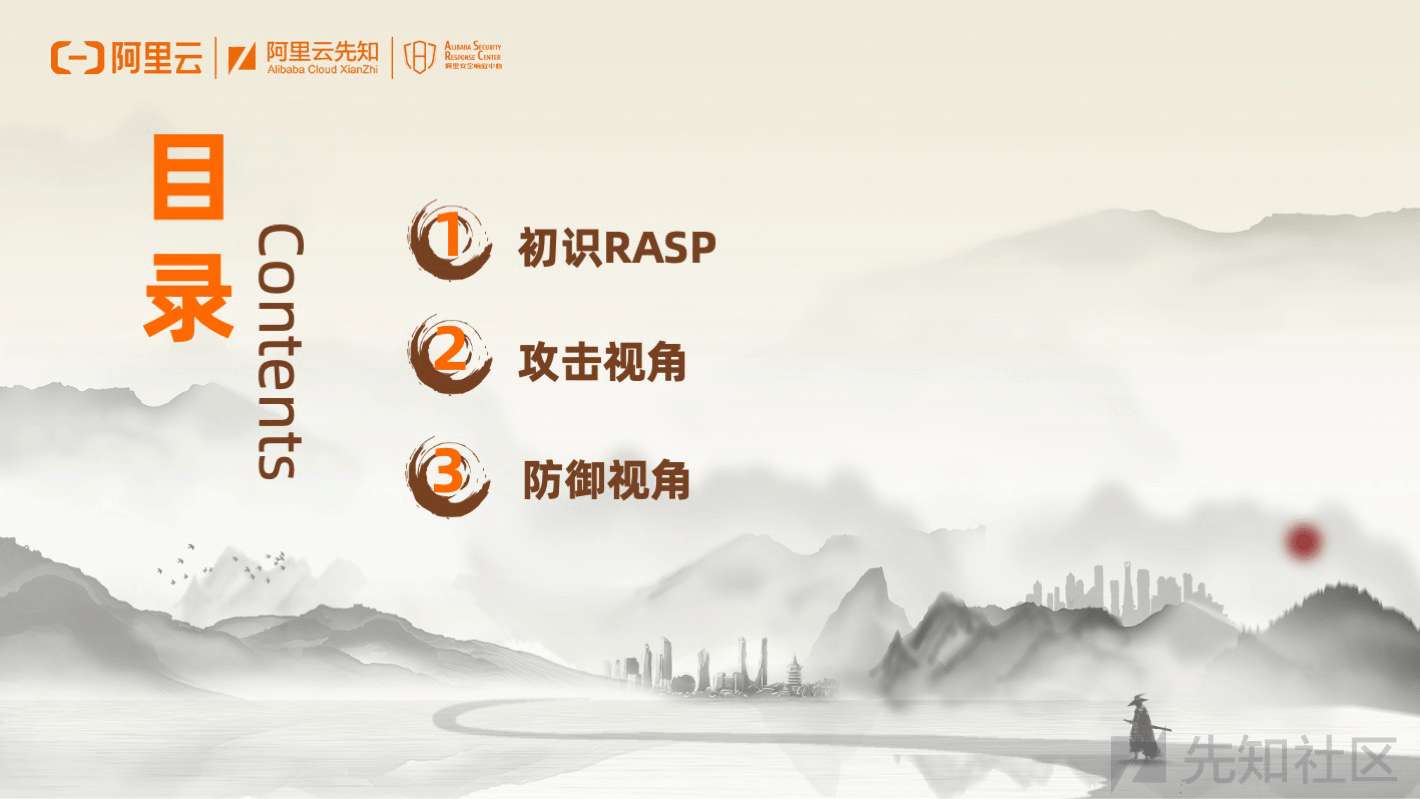 阿里云
阿里云先知
Alibaba Cloud XianZhi
ALIBABA SECURITY
RESPONSE CENTER
阿里安全响应中心
目录
Contents
1 初识RASP
2 攻击视角
3 防御视角
先知社区